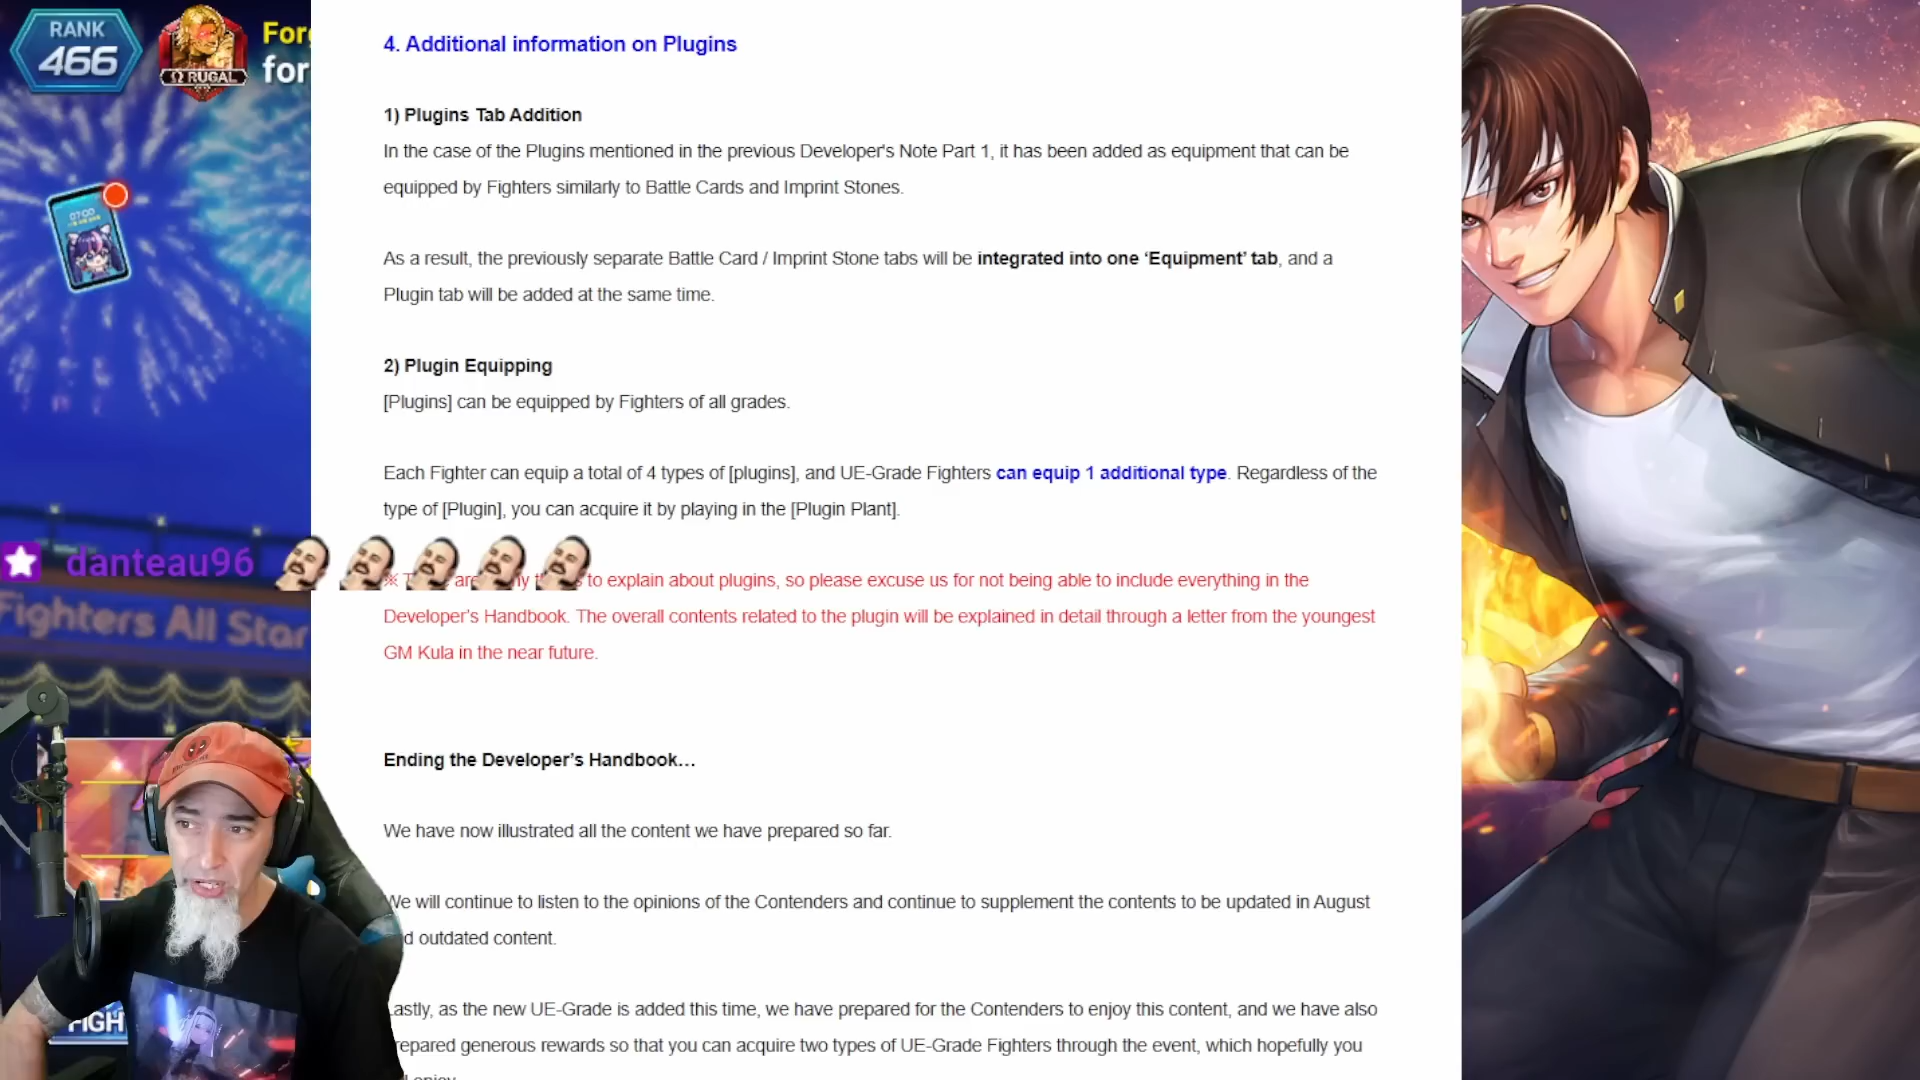 RANK
466
Ω RUGAL
for
07:00
4. Additional information on Plugins
1) Plugins Tab Addition
In the case of the Plugins mentioned in the previous Developer's Note Part 1, it has been added as equipment that can be
equipped by Fighters similarly to Battle Cards and Imprint Stones.
As a result, the previously separate Battle Card / Imprint Stone tabs will be integrated into one ‘Equipment’ tab, and a
Plugin tab will be added at the same time.
2) Plugin Equipping
[Plugins] can be equipped by Fighters of all grades.
Each Fighter can equip a total of 4 types of [plugins], and UE-Grade Fighters can equip 1 additional type. Regardless of the
type of [Plugin], you can acquire it by playing in the [Plugin Plant].
danteau96
※ to explain about plugins, so please excuse us for not being able to include everything in the
Developer's Handbook. The overall contents related to the plugin will be explained in detail through a letter from the youngest
GM Kula in the near future.
Fighters All Star
Ending the Developer’s Handbook…
We have now illustrated all the content we have prepared so far.
We will continue to listen to the opinions of the Contenders and continue to supplement the contents to be updated in August
outdated content.
Lastly, as the new UE-Grade is added this time, we have prepared for the Contenders to enjoy this content, and we have also
prepared generous rewards so that you can acquire two types of UE-Grade Fighters through the event, which hopefully you
FIGH